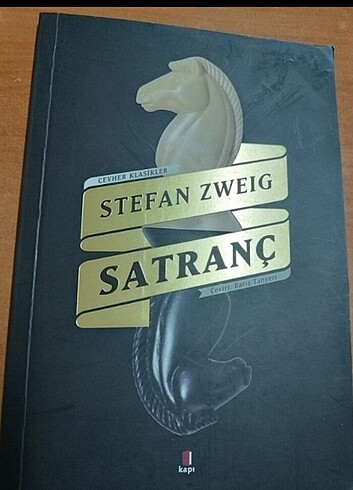 CEVHER KLASİKLER
STEFAN ZWEIG
SATRANÇ
Çeviri: Barış Tanyeri
kapı